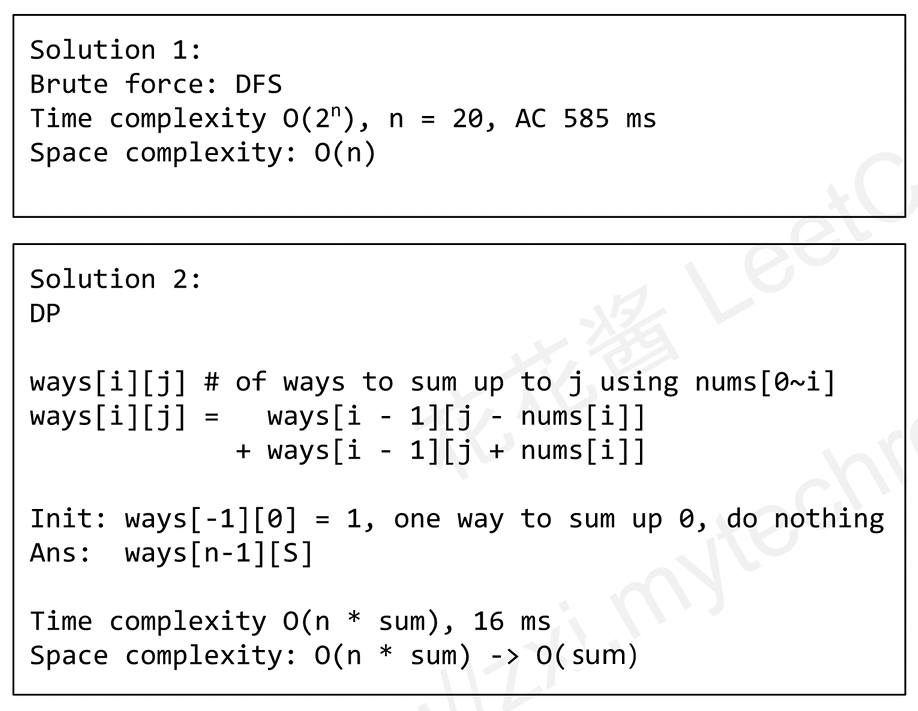 Solution 1:
Brute force: DFS
Time complexity O(2ⁿ), n = 20, AC 585 ms
Space complexity: O(n)
Solution 2:
DP
ways[i][j] # of ways to sum up to j using nums[0~i]
ways[i][j] =   ways[i - 1][j - nums[i]]
+ ways[i - 1][j + nums[i]]
Init: ways[-1][0] = 1, one way to sum up 0, do nothing
Ans:  ways[n-1][S]
Time complexity O(n * sum), 16 ms
Space complexity: O(n * sum) -> O(sum)
花花酱 LeetC
//zxi.mytechr